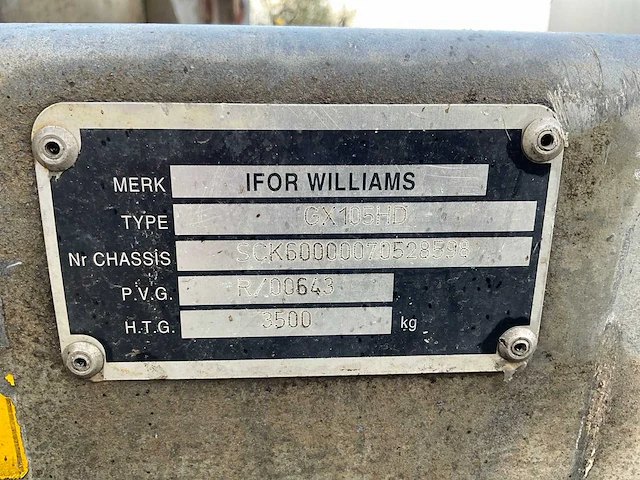 MERK IFOR WILLIAMS
TYPE GX105HD
Nr CHASSIS SCK60000070528598
P.V.G. R/00643
H.T.G. 3500 kg